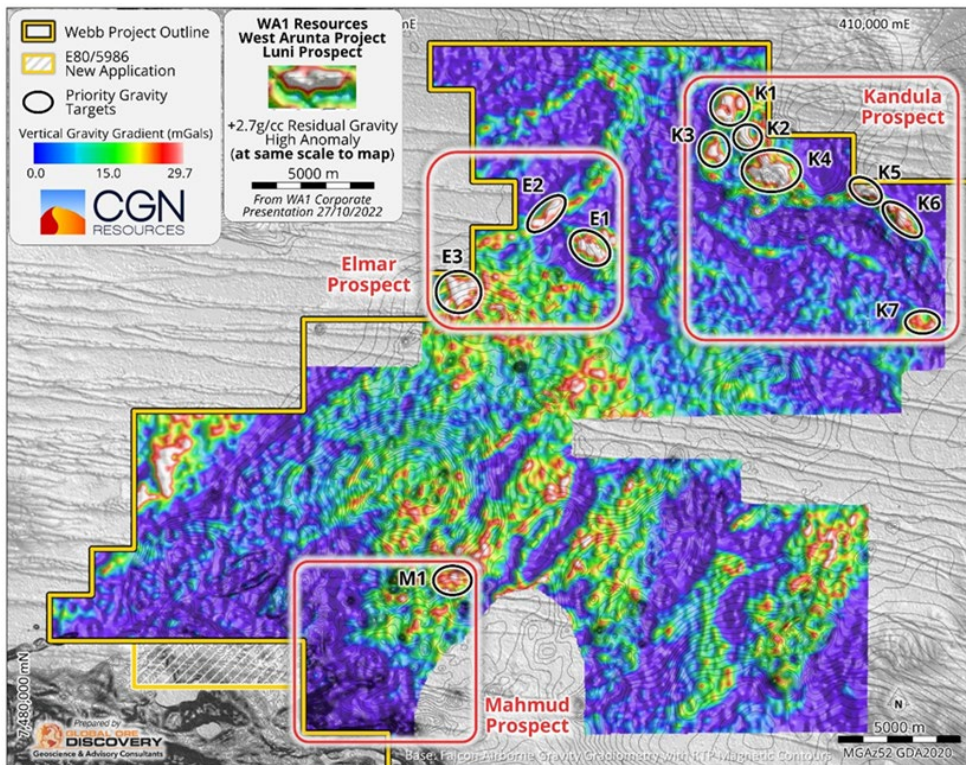 Webb Project Outline
E80/5986
New Application
Priority Gravity
Targets
Vertical Gravity Gradient (mGals)
0.0 15.0 29.7
CGN
RESOURCES
WA1 Resources
West Arunta Project
Luni Prospect
+2.7g/cc Residual Gravity
High Anomaly
(at same scale to map)
5000 m
From WA1 Corporate
Presentation 27/10/2022
mE
410,000 mE
Kandula
Prospect
K1
K2
K3
K4
K5
K6
K7
E2
E1
E3
Elmar
Prospect
M1
Mahmud
Prospect
7,480,000 mN
Prepared by
GLOBAL ORE
DISCOVERY
Geoscience & Advisory Consultants
N
5000 m
MGAz52 GDA2020
Base: Falcon Airborne Gravity Gradiometry with RTP Magnetic Contours